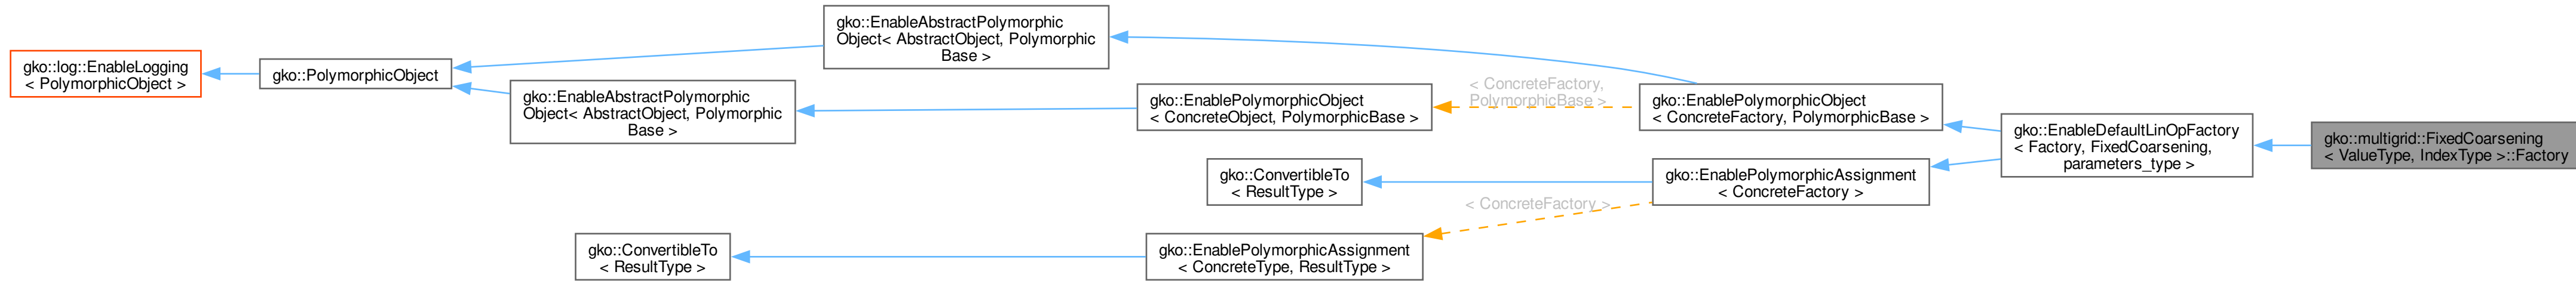 gko::log::EnableLogging
< PolymorphicObject >
gko::PolymorphicObject
gko::EnableAbstractPolymorphic
Object< AbstractObject, Polymorphic
Base >
gko::EnableAbstractPolymorphic
Object< AbstractObject, Polymorphic
Base >
gko::EnablePolymorphicObject
< ConcreteObject, PolymorphicBase >
< ConcreteFactory,
PolymorphicBase >
gko::EnablePolymorphicObject
< ConcreteFactory, PolymorphicBase >
gko::ConvertibleTo
< ResultType >
gko::EnablePolymorphicAssignment
< ConcreteFactory >
< ConcreteFactory >
gko::ConvertibleTo
< ResultType >
gko::EnablePolymorphicAssignment
< ConcreteType, ResultType >
gko::EnableDefaultLinOpFactory
< Factory, FixedCoarsening,
parameters_type >
gko::multigrid::FixedCoarsening
< ValueType, IndexType >::Factory